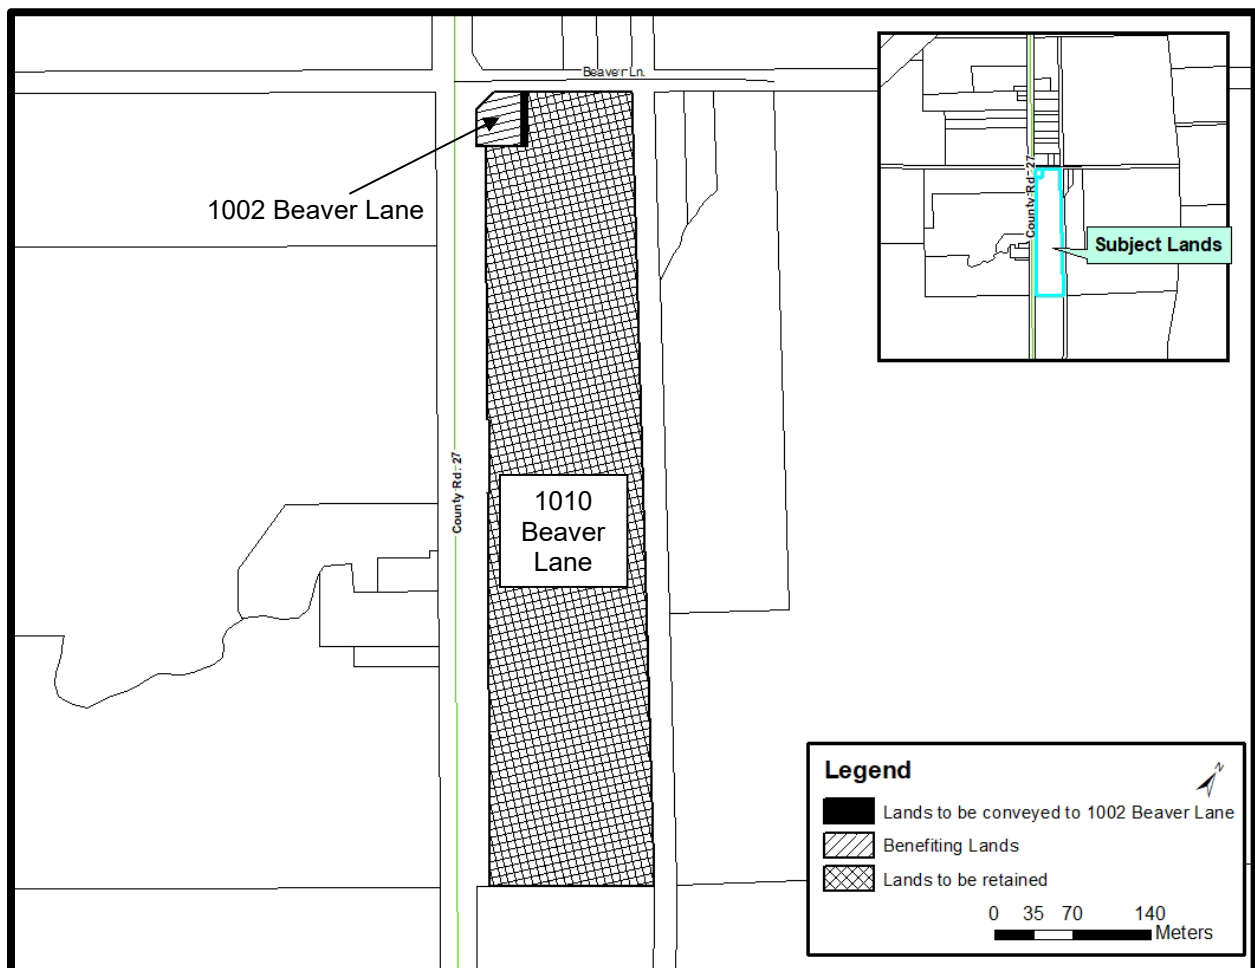 Beaver Ln.
1002 Beaver Lane
County Rd. 27
Subject Lands
County Rd. 27
1010
Beaver
Lane
Legend
N
Lands to be conveyed to 1002 Beaver Lane
Benefiting Lands
Lands to be retained
0 35 70 140
Meters